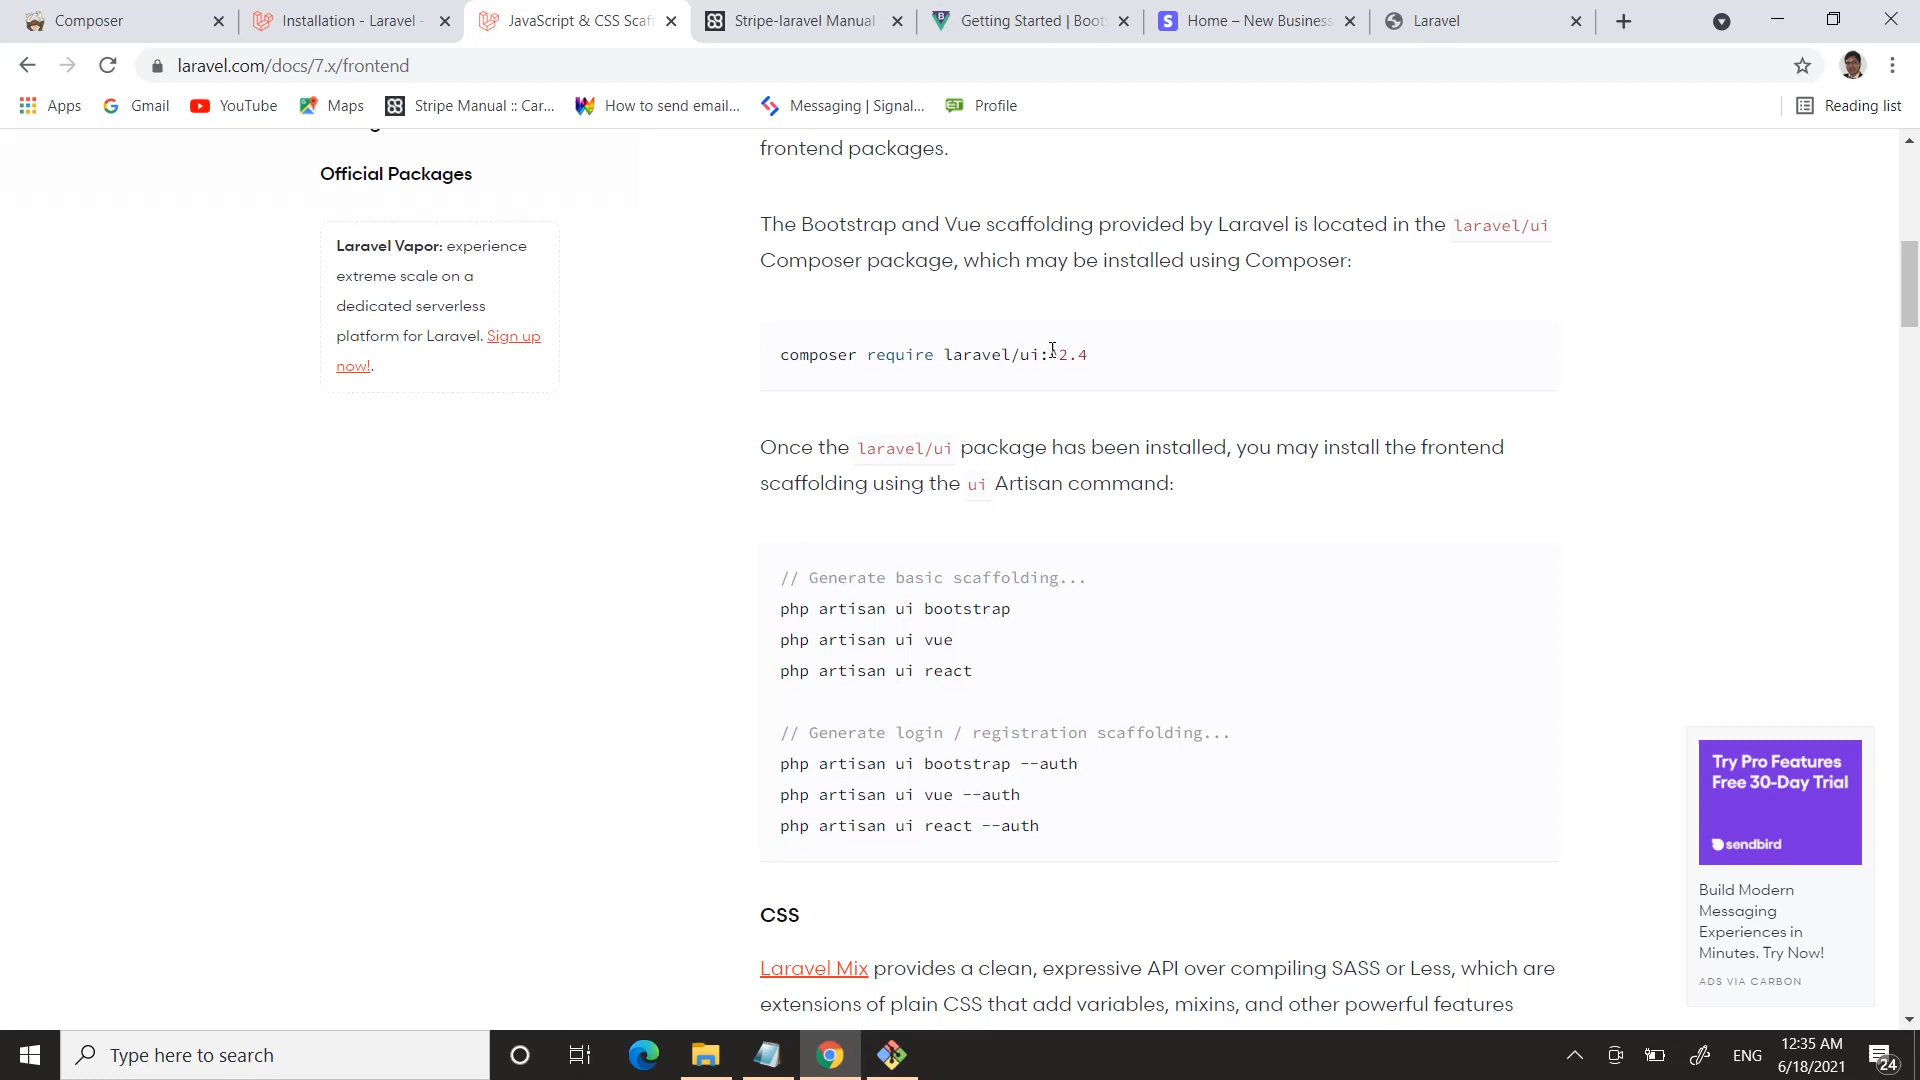 Composer
Installation - Laravel -
JavaScript & CSS Scaff
Stripe-laravel Manual
Getting Started | Boots
Home – New Business
Laravel
laravel.com/docs/7.x/frontend
Apps
Gmail
YouTube
Maps
Stripe Manual :: Car...
How to send email...
Messaging | Signal...
Profile
Reading list
Official Packages
Laravel Vapor: experience
extreme scale on a
dedicated serverless
platform for Laravel. Sign up
now!.
frontend packages.
The Bootstrap and Vue scaffolding provided by Laravel is located in the laravel/ui
Composer package, which may be installed using Composer:
composer require laravel/ui:^2.4
Once the laravel/ui package has been installed, you may install the frontend
scaffolding using the ui Artisan command:
// Generate basic scaffolding...
php artisan ui bootstrap
php artisan ui vue
php artisan ui react
// Generate login / registration scaffolding...
php artisan ui bootstrap --auth
php artisan ui vue --auth
php artisan ui react --auth
CSS
Laravel Mix provides a clean, expressive API over compiling SASS or Less, which are
extensions of plain CSS that add variables, mixins, and other powerful features
Try Pro Features
Free 30-Day Trial
sendbird
Build Modern
Messaging
Experiences in
Minutes. Try Now!
ADS VIA CARBON
Type here to search
ENG
12:35 AM
6/18/2021
24